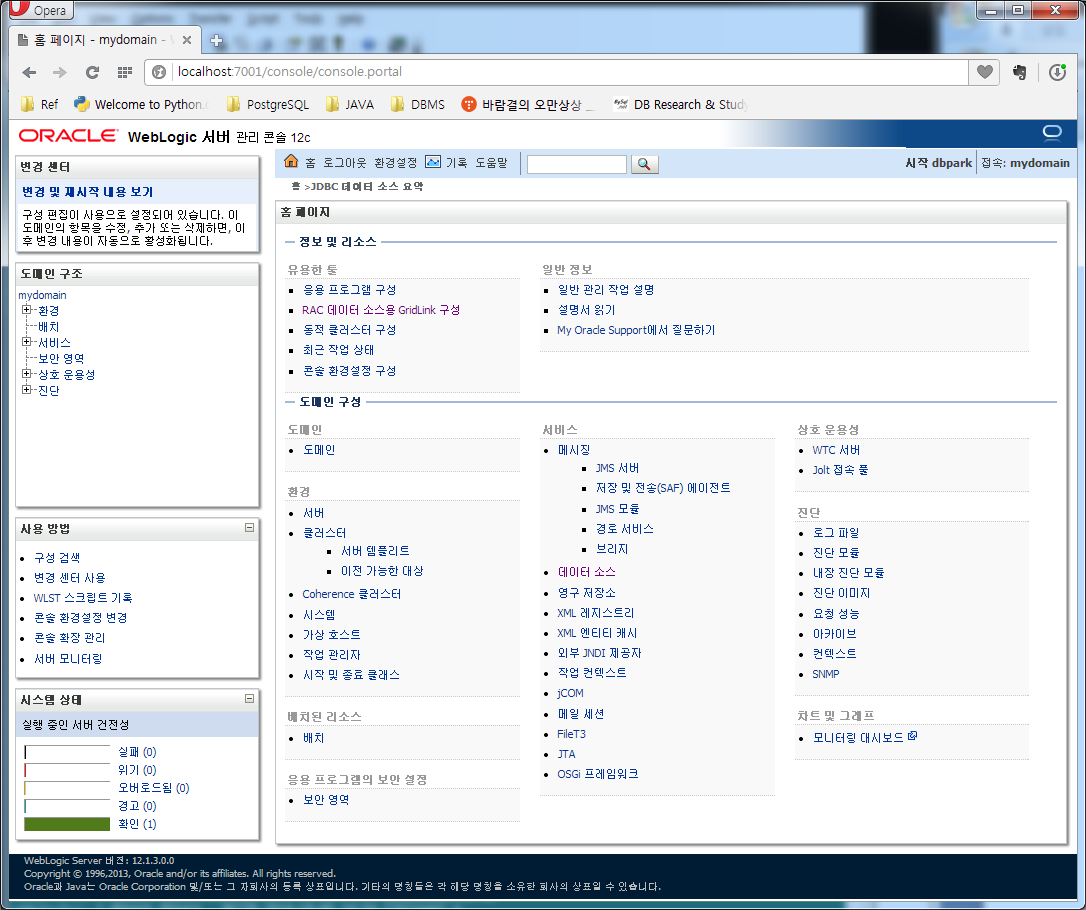 Opera
홈 페이지 - mydomain -
localhost:7001/console/console.portal
Ref
Welcome to Python.
PostgreSQL
JAVA
DBMS
바람결의 오만상상
DB Research & Study
ORACLE WebLogic 서버 관리 콘솔 12c
변경 센터
변경 및 재시작 내용 보기
구성 편집이 사용으로 설정되어 있습니다. 이
도메인의 항목을 수정, 추가 또는 삭제하면, 이
후 변경 내용이 자동으로 활성화됩니다.
도메인 구조
mydomain
환경
배치
서비스
보안 영역
상호 운용성
진단
사용 방법
구성 검색
변경 센터 사용
WLST 스크립트 기록
콘솔 환경설정 변경
콘솔 확장 관리
서버 모니터링
시스템 상태
실행 중인 서버 건전성
실패 (0)
위기 (0)
오버로드됨 (0)
경고 (0)
확인 (1)
홈 로그아웃 환경설정 기록 도움말
시작 dbpark
접속: mydomain
홈 >JDBC 데이터 소스 요약
홈 페이지
정보 및 리소스
유용한 툴
응용 프로그램 구성
RAC 데이터 소스용 GridLink 구성
동적 클러스터 구성
최근 작업 상태
콘솔 환경설정 구성
일반 정보
일반 관리 작업 설명
설명서 읽기
My Oracle Support에서 질문하기
도메인 구성
도메인
도메인
환경
서버
클러스터
서버 템플리트
이전 가능한 대상
Coherence 클러스터
시스템
가상 호스트
작업 관리자
시작 및 종료 클래스
배치된 리소스
배치
응용 프로그램의 보안 설정
보안 영역
서비스
메시징
JMS 서버
저장 및 전송(SAF) 에이전트
JMS 모듈
경로 서비스
브리지
데이터 소스
영구 저장소
XML 레지스트리
XML 엔티티 캐시
외부 JNDI 제공자
작업 컨텍스트
jCOM
메일 세션
FileT3
JTA
OSGi 프레임워크
상호 운용성
WTC 서버
Jolt 접속 풀
진단
로그 파일
진단 모듈
내장 진단 모듈
진단 이미지
요청 성능
아카이브
컨텍스트
SNMP
차트 및 그래프
모니터링 대시보드
WebLogic Server 버전: 12.1.3.0.0
Copyright © 1996,2013, Oracle and/or its affiliates. All rights reserved.
Oracle과 Java는 Oracle Corporation 및/또는 그 자회사의 등록 상표입니다. 기타의 명칭들은 각 해당 명칭을 소유한 회사의 상표일 수 있습니다.